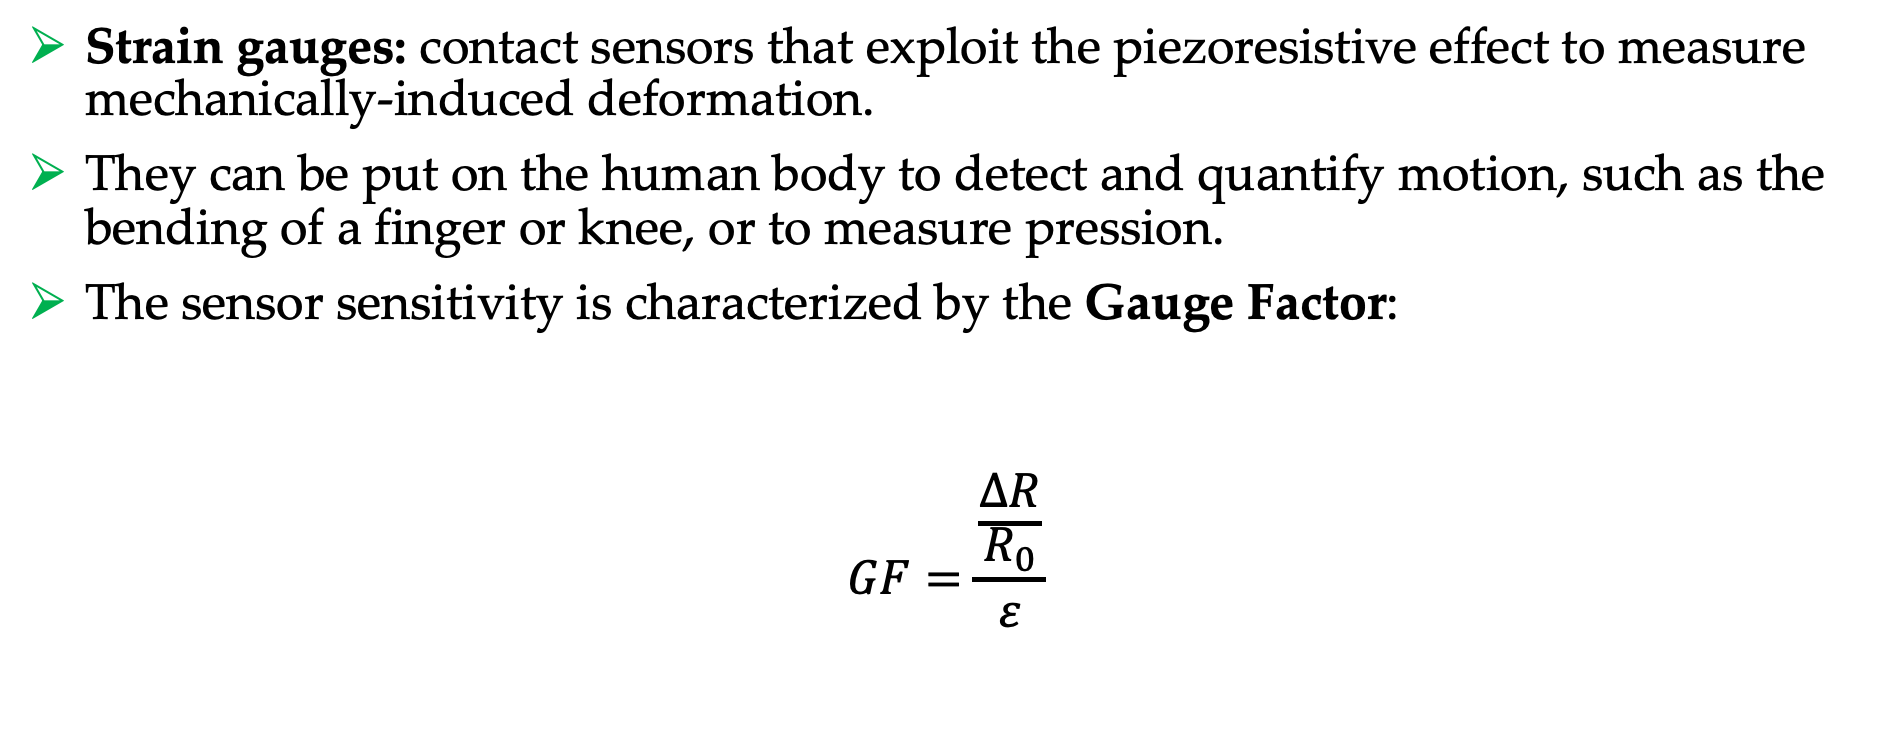 ➢ Strain gauges: contact sensors that exploit the piezoresistive effect to measure
mechanically-induced deformation.
➢ They can be put on the human body to detect and quantify motion, such as the
bending of a finger or knee, or to measure pression.
➢ The sensor sensitivity is characterized by the Gauge Factor:
ΔR
R₀
GF =
ε